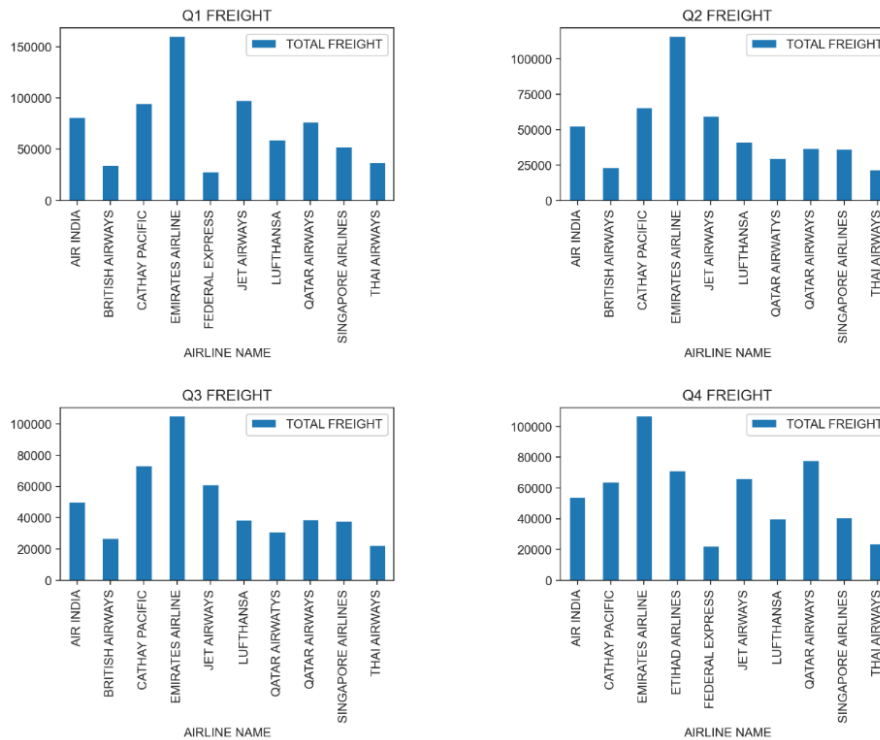 Q1 FREIGHT
TOTAL FREIGHT
150000
100000
50000
0
AIR INDIA
BRITISH AIRWAYS
CATHAY PACIFIC
EMIRATES AIRLINE
FEDERAL EXPRESS
JET AIRWAYS
LUFTHANSA
QATAR AIRWAYS
SINGAPORE AIRLINES
THAI AIRWAYS
AIRLINE NAME
Q2 FREIGHT
TOTAL FREIGHT
100000
75000
50000
25000
0
AIR INDIA
BRITISH AIRWAYS
CATHAY PACIFIC
EMIRATES AIRLINE
JET AIRWAYS
LUFTHANSA
QATAR AIRWATYS
QATAR AIRWAYS
SINGAPORE AIRLINES
THAI AIRWAYS
AIRLINE NAME
Q3 FREIGHT
TOTAL FREIGHT
100000
80000
60000
40000
20000
0
AIR INDIA
BRITISH AIRWAYS
CATHAY PACIFIC
EMIRATES AIRLINE
JET AIRWAYS
LUFTHANSA
QATAR AIRWATYS
QATAR AIRWAYS
SINGAPORE AIRLINES
THAI AIRWAYS
AIRLINE NAME
Q4 FREIGHT
TOTAL FREIGHT
100000
80000
60000
40000
20000
0
AIR INDIA
CATHAY PACIFIC
EMIRATES AIRLINE
ETIHAD AIRLINES
FEDERAL EXPRESS
JET AIRWAYS
LUFTHANSA
QATAR AIRWAYS
SINGAPORE AIRLINES
THAI AIRWAYS
AIRLINE NAME